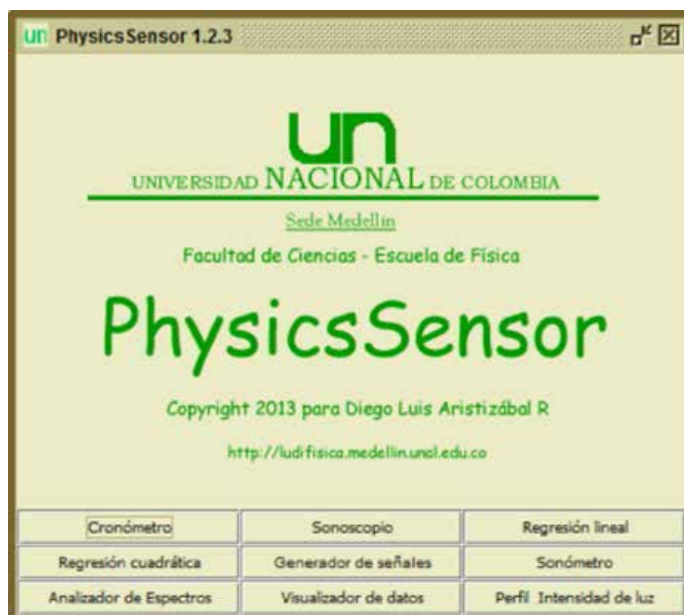 un PhysicsSensor 1.2.3
un
UNIVERSIDAD NACIONAL DE COLOMBIA
Sede Medellín
Facultad de Ciencias - Escuela de Física
PhysicsSensor
Copyright 2013 para Diego Luis Aristizábal R
http://ludifisica.medellin.unal.edu.co
Cronómetro Sonoscopio Regresión lineal
Regresión cuadrática Generador de señales Sonómetro
Analizador de Espectros Visualizador de datos Perfil Intensidad de luz